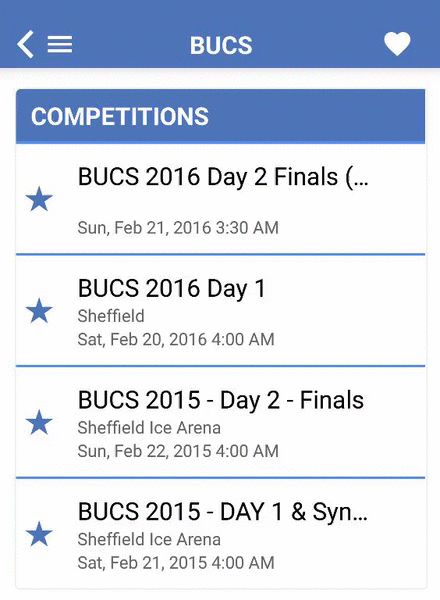 BUCS
COMPETITIONS
BUCS 2016 Day 2 Finals (...
Sun, Feb 21, 2016 3:30 AM
BUCS 2016 Day 1
Sheffield
Sat, Feb 20, 2016 4:00 AM
BUCS 2015 - Day 2 - Finals
Sheffield Ice Arena
Sun, Feb 22, 2015 4:00 AM
BUCS 2015 - DAY 1 & Syn...
Sheffield Ice Arena
Sat, Feb 21, 2015 4:00 AM